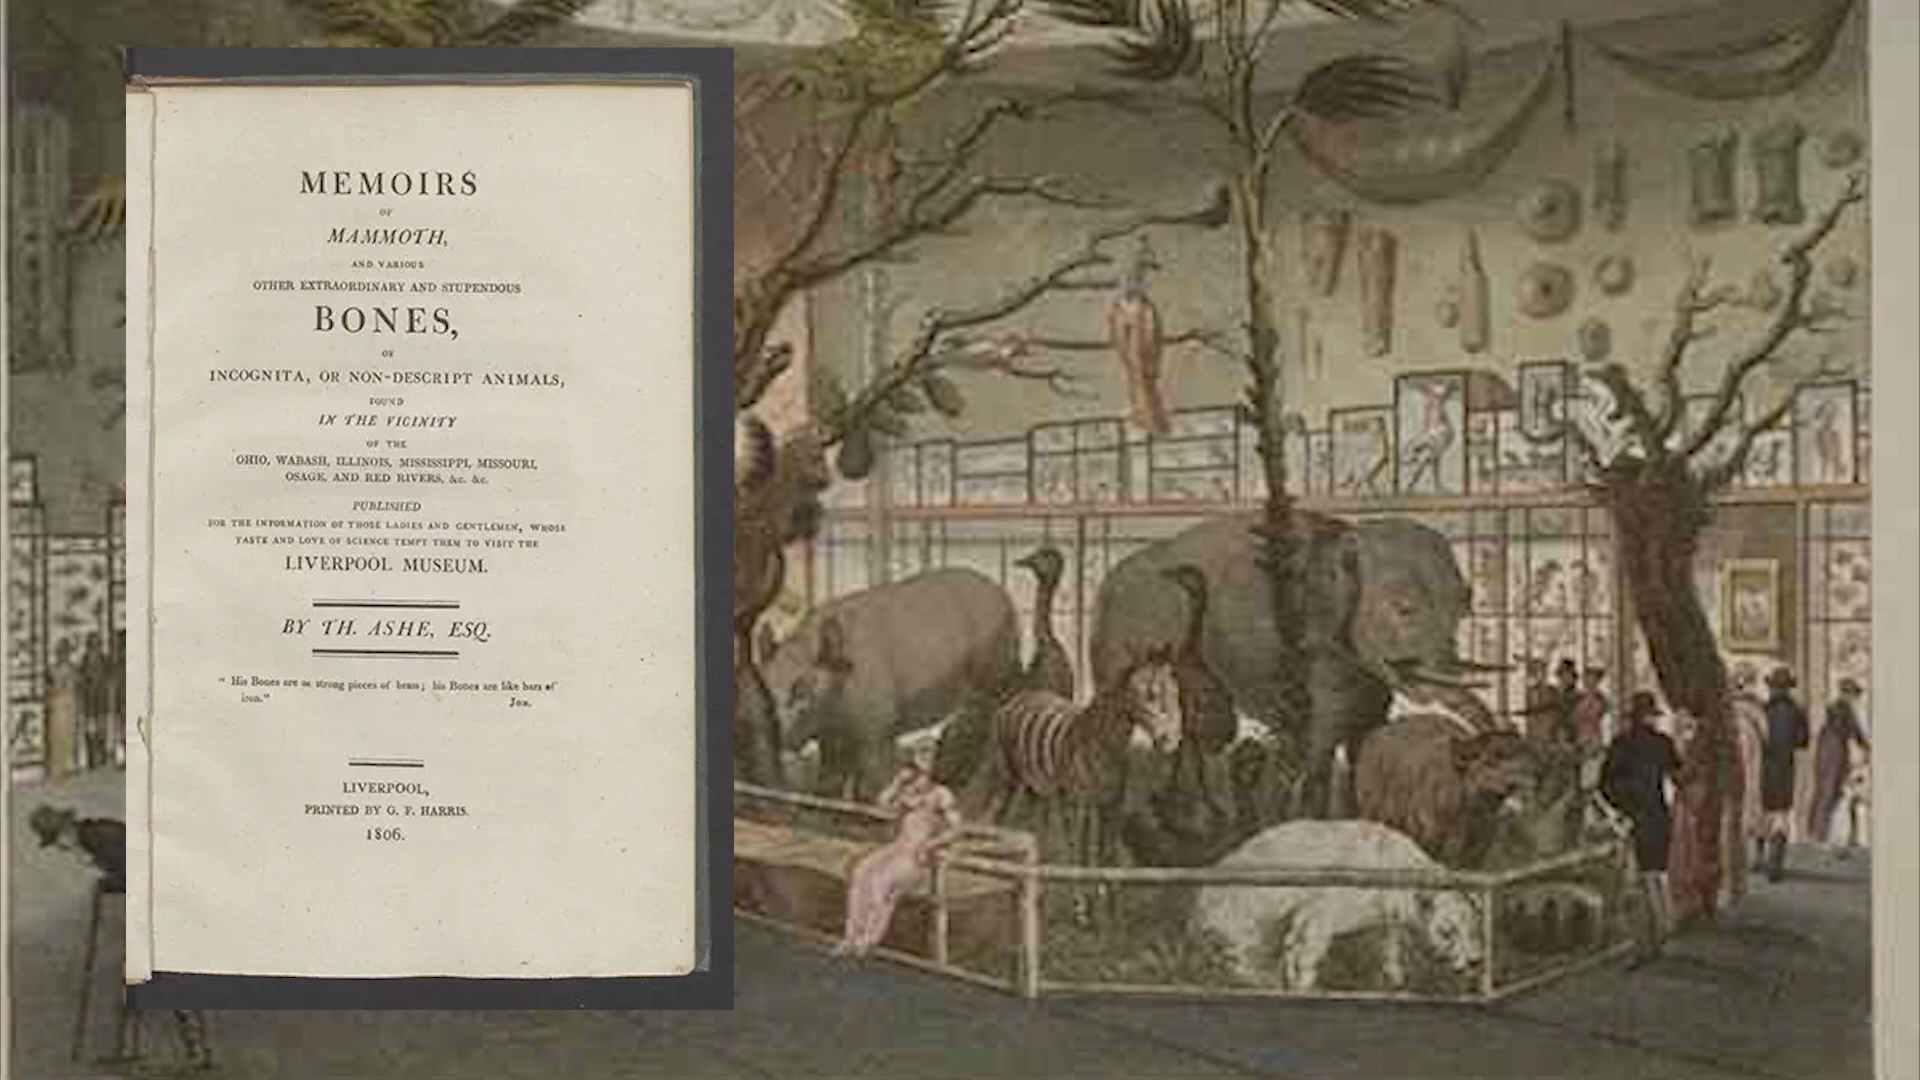 MEMOIRS
OF
MAMMOTH,
AND VARIOUS
OTHER EXTRAORDINARY AND STUPENDOUS
BONES,
OF
INCOGNITA, OR NON-DESCRIPT ANIMALS,
FOUND
IN THE VICINITY
OF THE
OHIO, WABASH, ILLINOIS, MISSISSIPPI, MISSOURI,
OSAGE, AND RED RIVERS, &c. &c.
PUBLISHED
FOR THE INFORMATION OF THOSE LADIES AND GENTLEMEN, WHOSE
TASTE AND LOVE OF SCIENCE TEMPT THEM TO VISIT THE
LIVERPOOL MUSEUM.
BY TH. ASHE, ESQ.
" His Bones are as strong pieces of brass; his Bones are like bars of
iron."
Job.
LIVERPOOL,
PRINTED BY G. F. HARRIS.
1806.